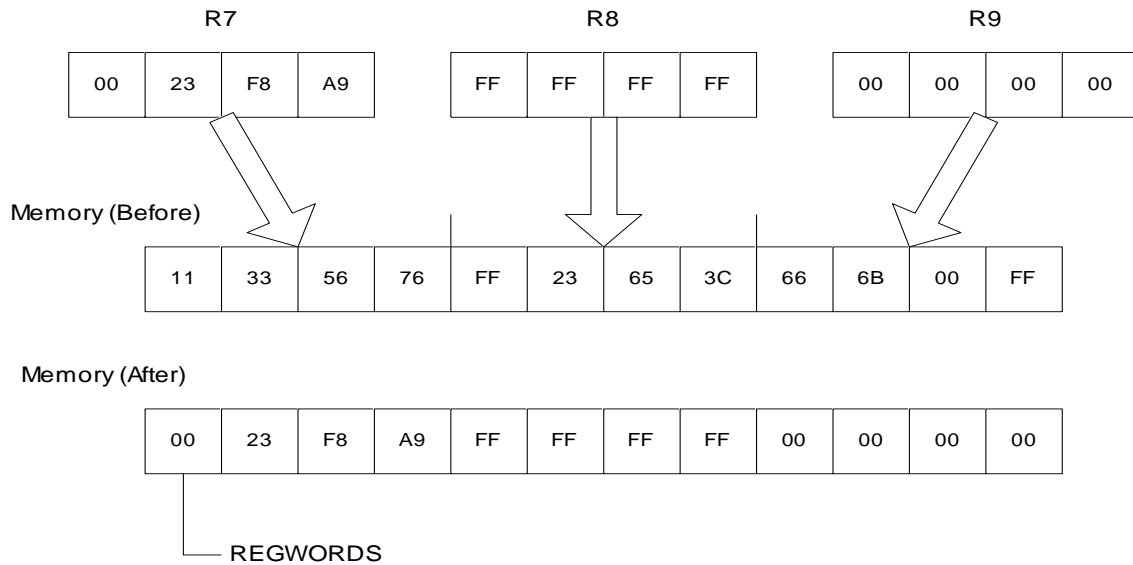 R7 R8 R9
00 23 F8 A9 FF FF FF FF 00 00 00 00
Memory (Before)
11 33 56 76 FF 23 65 3C 66 6B 00 FF
Memory (After)
00 23 F8 A9 FF FF FF FF 00 00 00 00
REGWORDS